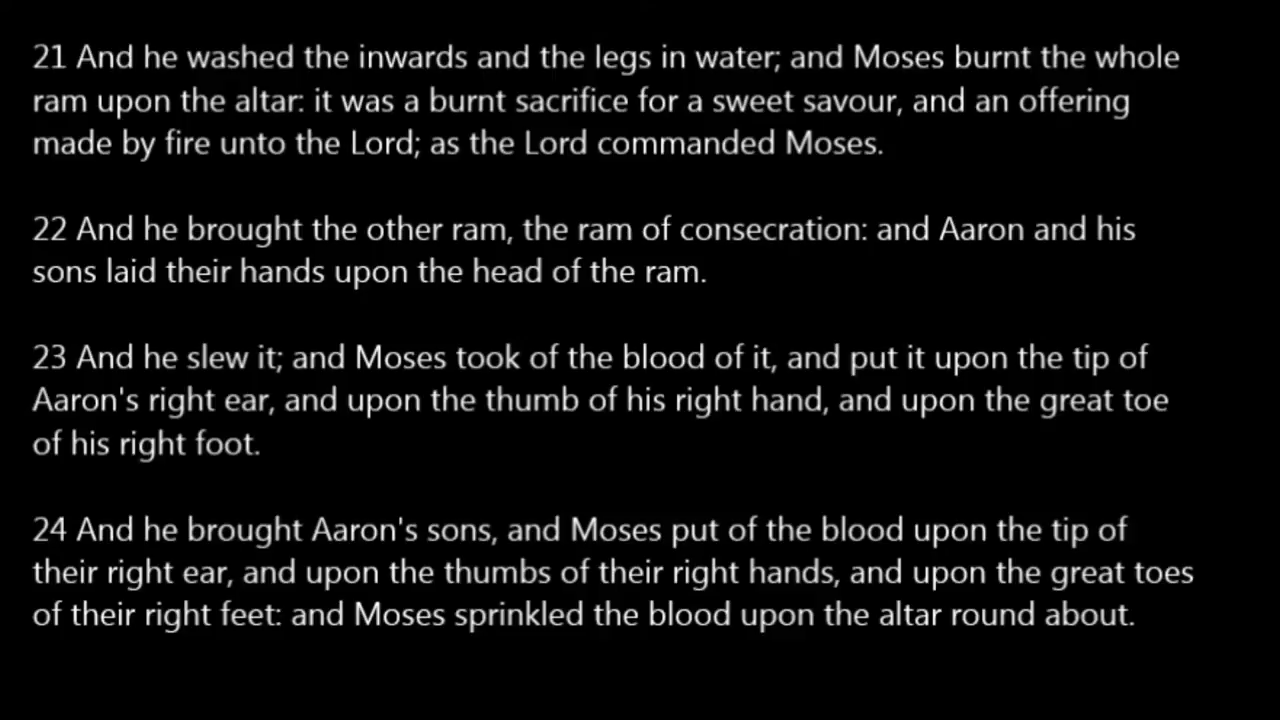 21 And he washed the inwards and the legs in water; and Moses burnt the whole
ram upon the altar: it was a burnt sacrifice for a sweet savour, and an offering
made by fire unto the Lord; as the Lord commanded Moses.
22 And he brought the other ram, the ram of consecration: and Aaron and his
sons laid their hands upon the head of the ram.
23 And he slew it; and Moses took of the blood of it, and put it upon the tip of
Aaron's right ear, and upon the thumb of his right hand, and upon the great toe
of his right foot.
24 And he brought Aaron's sons, and Moses put of the blood upon the tip of
their right ear, and upon the thumbs of their right hands, and upon the great toes
of their right feet: and Moses sprinkled the blood upon the altar round about.